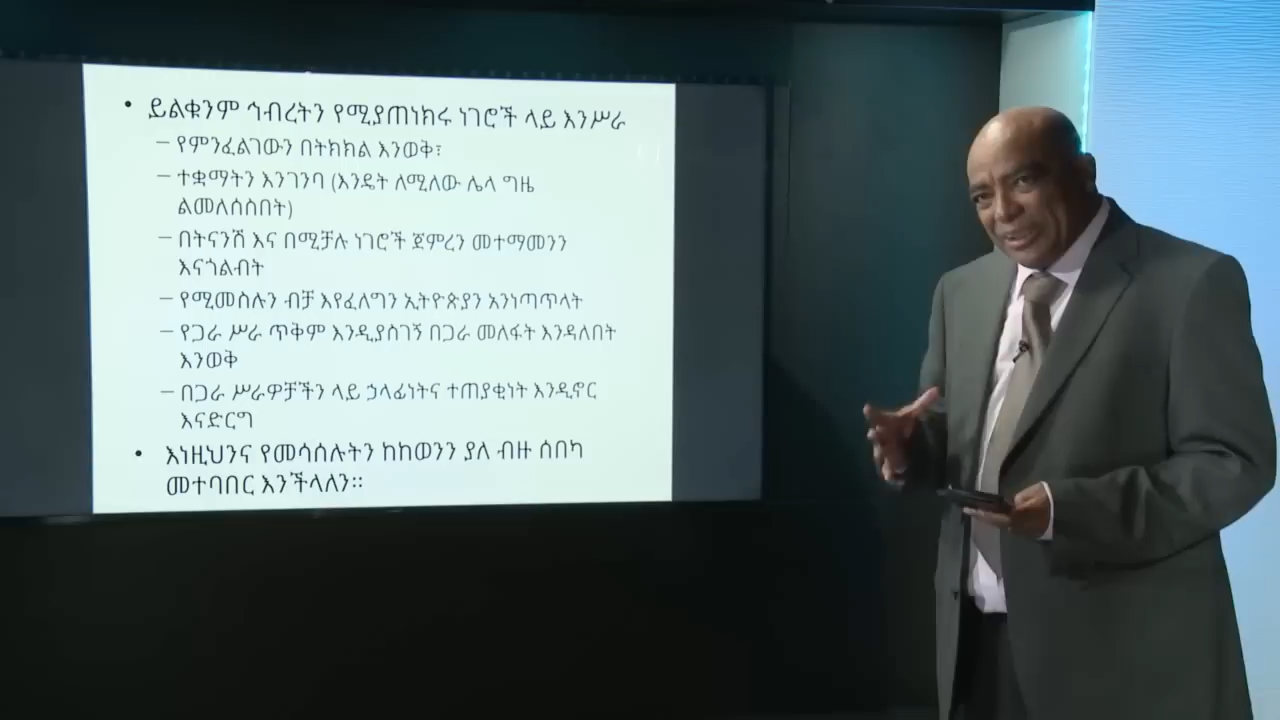 • ይልቁንም ኅብረትን የሚያጠነክሩ ነገሮች ላይ እንሥራ
– የምንፈልገውን በትክክል እንወቅ፣
– ተቋማትን እንገንባ (እንዴት ለሚለው ሌላ ግዜ
ልመለሰስበት)
– በትናንሽ እና በሚቻሉ ነገሮች ጀምረን መተማመንን
እናጎልብት
– የሚመስሉን ብቻ እየፈለግን ኢትዮጵያን አንነጣጥላት
– የጋራ ሥራ ጥቅም እንዲያስገኝ በጋራ መለፋት እንዳለበት
እንወቅ
– በጋራ ሥራዎቻችን ላይ ኃላፊነትና ተጠያቂነት እንዲኖር
እናድርግ
• እነዚህንና የመሳሰሉትን ከከወንን ያለ ብዙ ሰበካ
መተባበር እንችላለን።